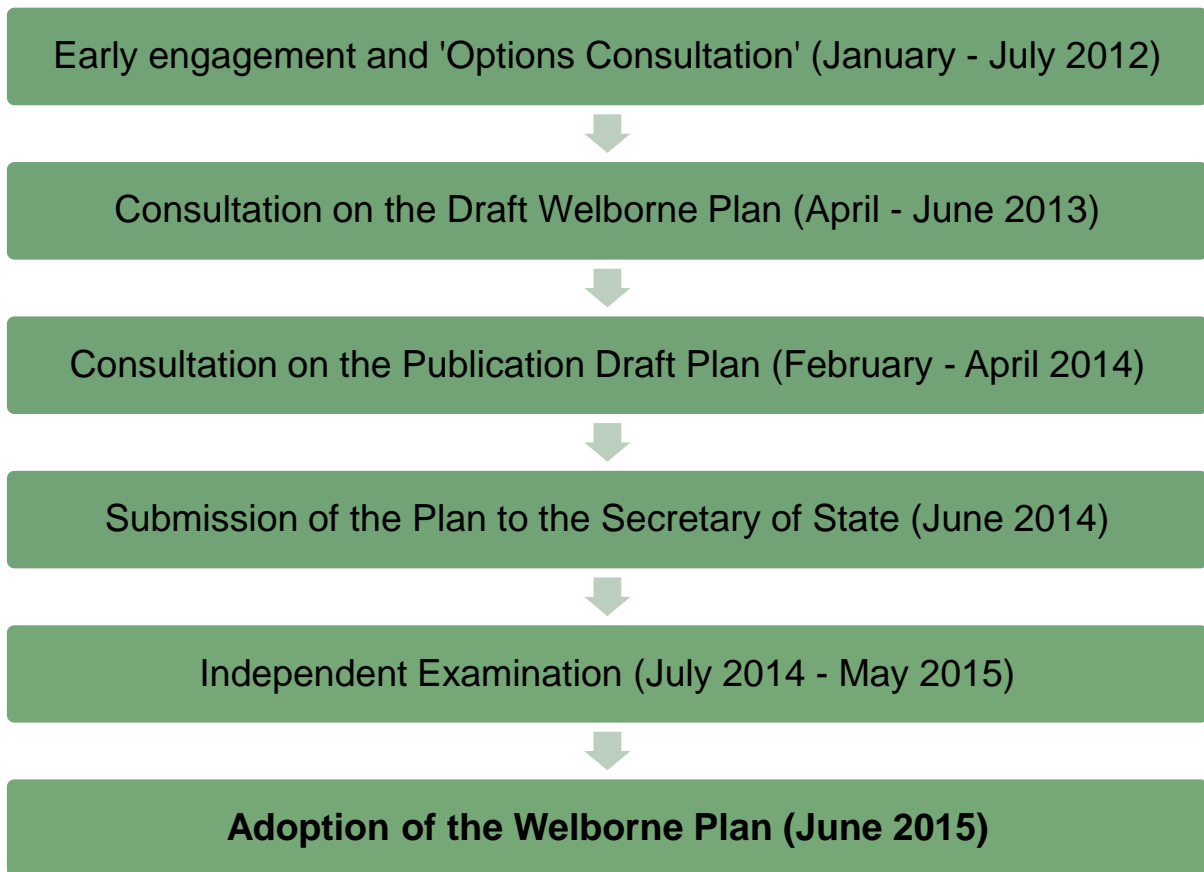 Early engagement and 'Options Consultation' (January - July 2012)
Consultation on the Draft Welborne Plan (April - June 2013)
Consultation on the Publication Draft Plan (February - April 2014)
Submission of the Plan to the Secretary of State (June 2014)
Independent Examination (July 2014 - May 2015)
Adoption of the Welborne Plan (June 2015)